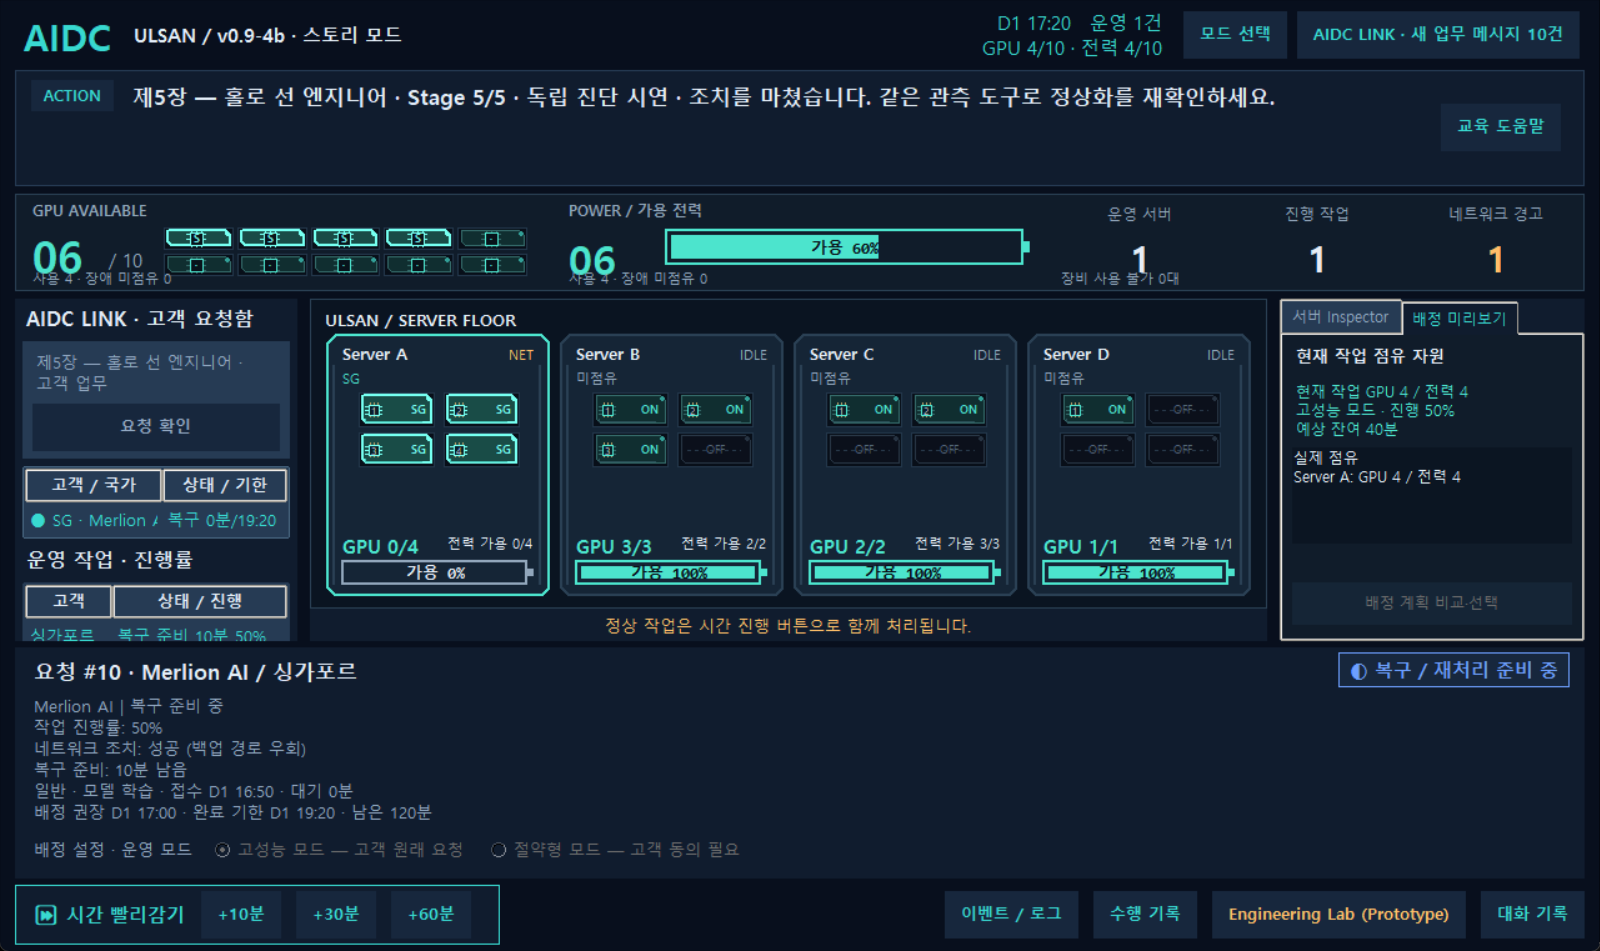 AIDC ULSAN / v0.9-4b · 스토리 모드
D1 17:20 운영 1건
GPU 4/10 · 전력 4/10
모드 선택
AIDC LINK · 새 업무 메시지 10건
ACTION 제5장 — 홀로 선 엔지니어 · Stage 5/5 · 독립 진단 시연 · 조치를 마쳤습니다. 같은 관측 도구로 정상화를 재확인하세요.
교육 도움말
GPU AVAILABLE
06 / 10
사용 4 · 장애 미점유 0
S S S S -
- - - - -
POWER / 가용 전력
06
가용 60%
사용 4 · 장애 미점유 0
운영 서버
1
장비 사용 불가 0대
진행 작업
1
네트워크 경고
1
AIDC LINK · 고객 요청함
제5장 — 홀로 선 엔지니어 ·
고객 업무
요청 확인
고객 / 국가 상태 / 기한
SG · Merlion 복구 0분/19:20
운영 작업 · 진행률
고객 상태 / 진행
싱가포르 복구 준비 10분 50%
ULSAN / SERVER FLOOR
Server A NET
SG
1 SG 2 SG
3 SG 4 SG
GPU 0/4 전력 가용 0/4
가용 0%
Server B IDLE
미점유
1 ON 2 ON
3 ON ---OFF---
GPU 3/3 전력 가용 2/2
가용 100%
Server C IDLE
미점유
1 ON 2 ON
---OFF--- ---OFF---
GPU 2/2 전력 가용 3/3
가용 100%
Server D IDLE
미점유
1 ON ---OFF---
---OFF--- ---OFF---
GPU 1/1 전력 가용 1/1
가용 100%
정상 작업은 시간 진행 버튼으로 함께 처리됩니다.
서버 Inspector 배정 미리보기
현재 작업 점유 자원
현재 작업 GPU 4 / 전력 4
고성능 모드 · 진행 50%
예상 잔여 40분
실제 점유
Server A: GPU 4 / 전력 4
배정 계획 비교·선택
요청 #10 · Merlion AI / 싱가포르
복구 / 재처리 준비 중
Merlion AI | 복구 준비 중
작업 진행률: 50%
네트워크 조치: 성공 (백업 경로 우회)
복구 준비: 10분 남음
일반 · 모델 학습 · 접수 D1 16:50 · 대기 0분
배정 권장 D1 17:00 · 완료 기한 D1 19:20 · 남은 120분
배정 설정 · 운영 모드 고성능 모드 — 고객 원래 요청 절약형 모드 — 고객 동의 필요
시간 빨리감기 +10분 +30분 +60분
이벤트 / 로그 수행 기록 Engineering Lab (Prototype) 대화 기록